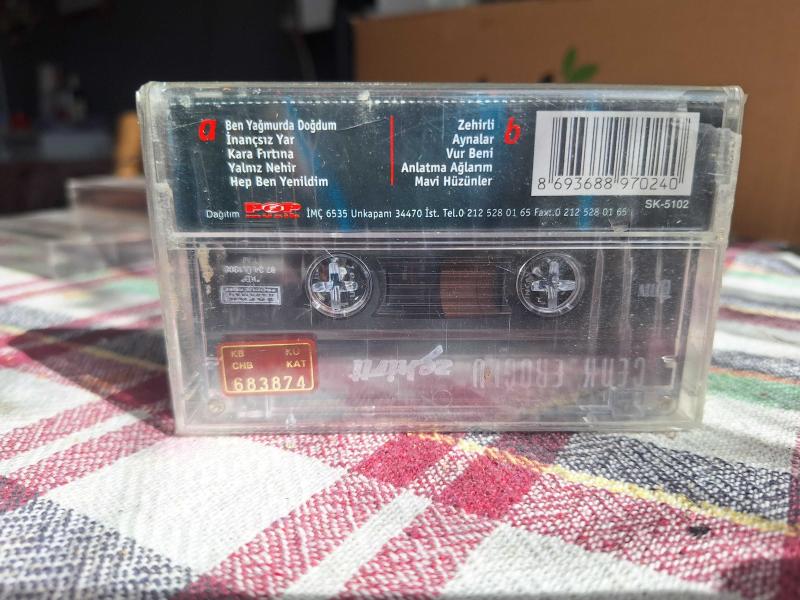 a
Ben Yağmurda Doğdum
İnançsız Yar
Kara Fırtına
Yalnız Nehir
Hep Ben Yenildim
Zehirli
Aynalar
Vur Beni
Anlatma Ağlarım
Mavi Hüzünler
b
8 693688 970240
SK-5102
Dağıtım POP MÜZİK İMÇ 6535 Unkapanı 34470 İst. Tel.0 212 528 01 65 Fax:.0 212 528 01 65
KB KÜ
CHB KAT
683874
zehirli
CENK